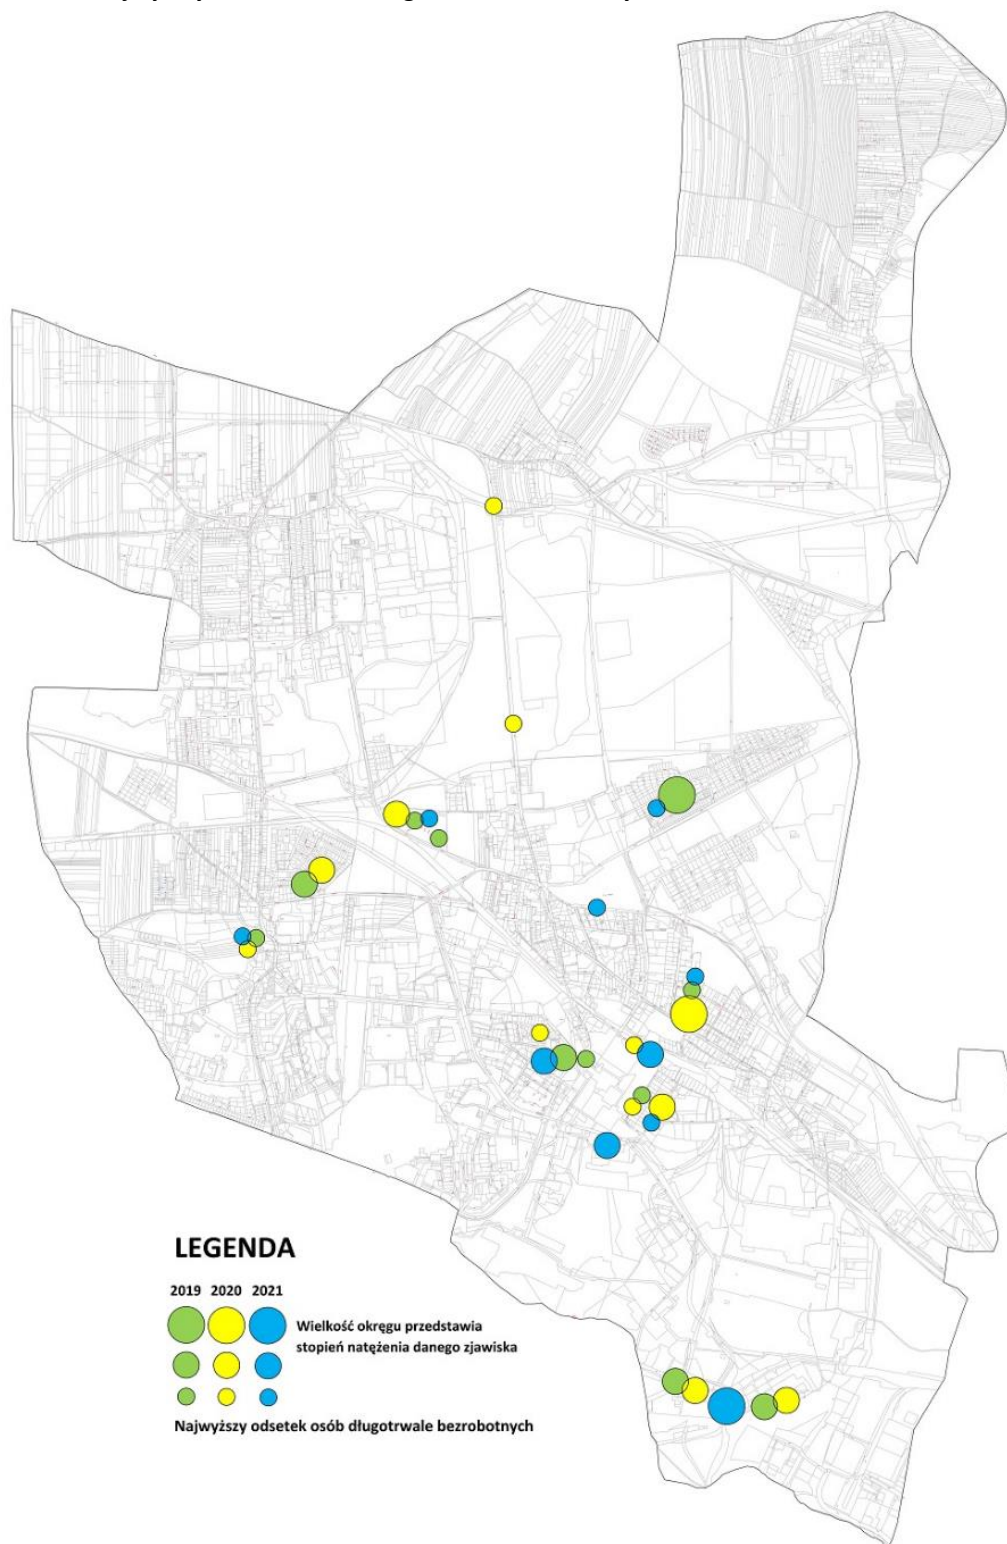 LEGENDA
2019 2020 2021
Wielkość okręgu przedstawia
stopień natężenia danego zjawiska
Najwyższy odsetek osób długotrwale bezrobotnych